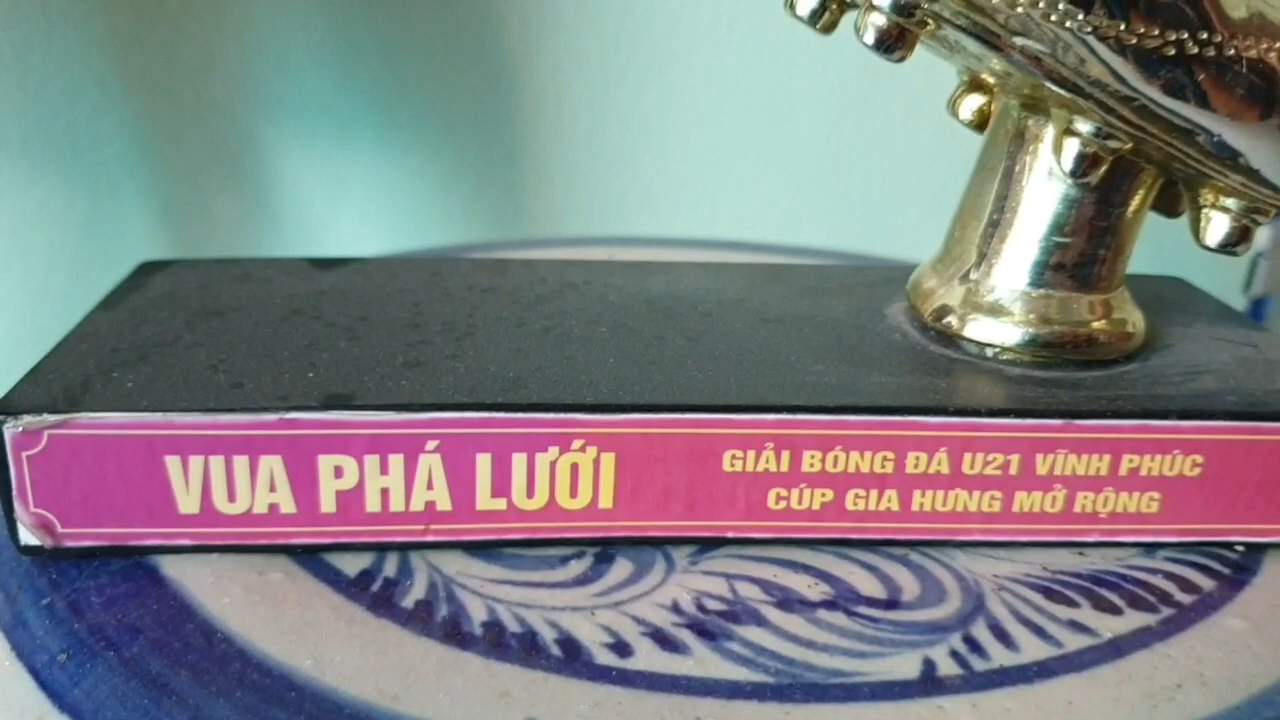 VUA PHÁ LƯỚI
GIẢI BÓNG ĐÁ U21 VĨNH PHÚC
CÚP GIA HƯNG MỞ RỘNG